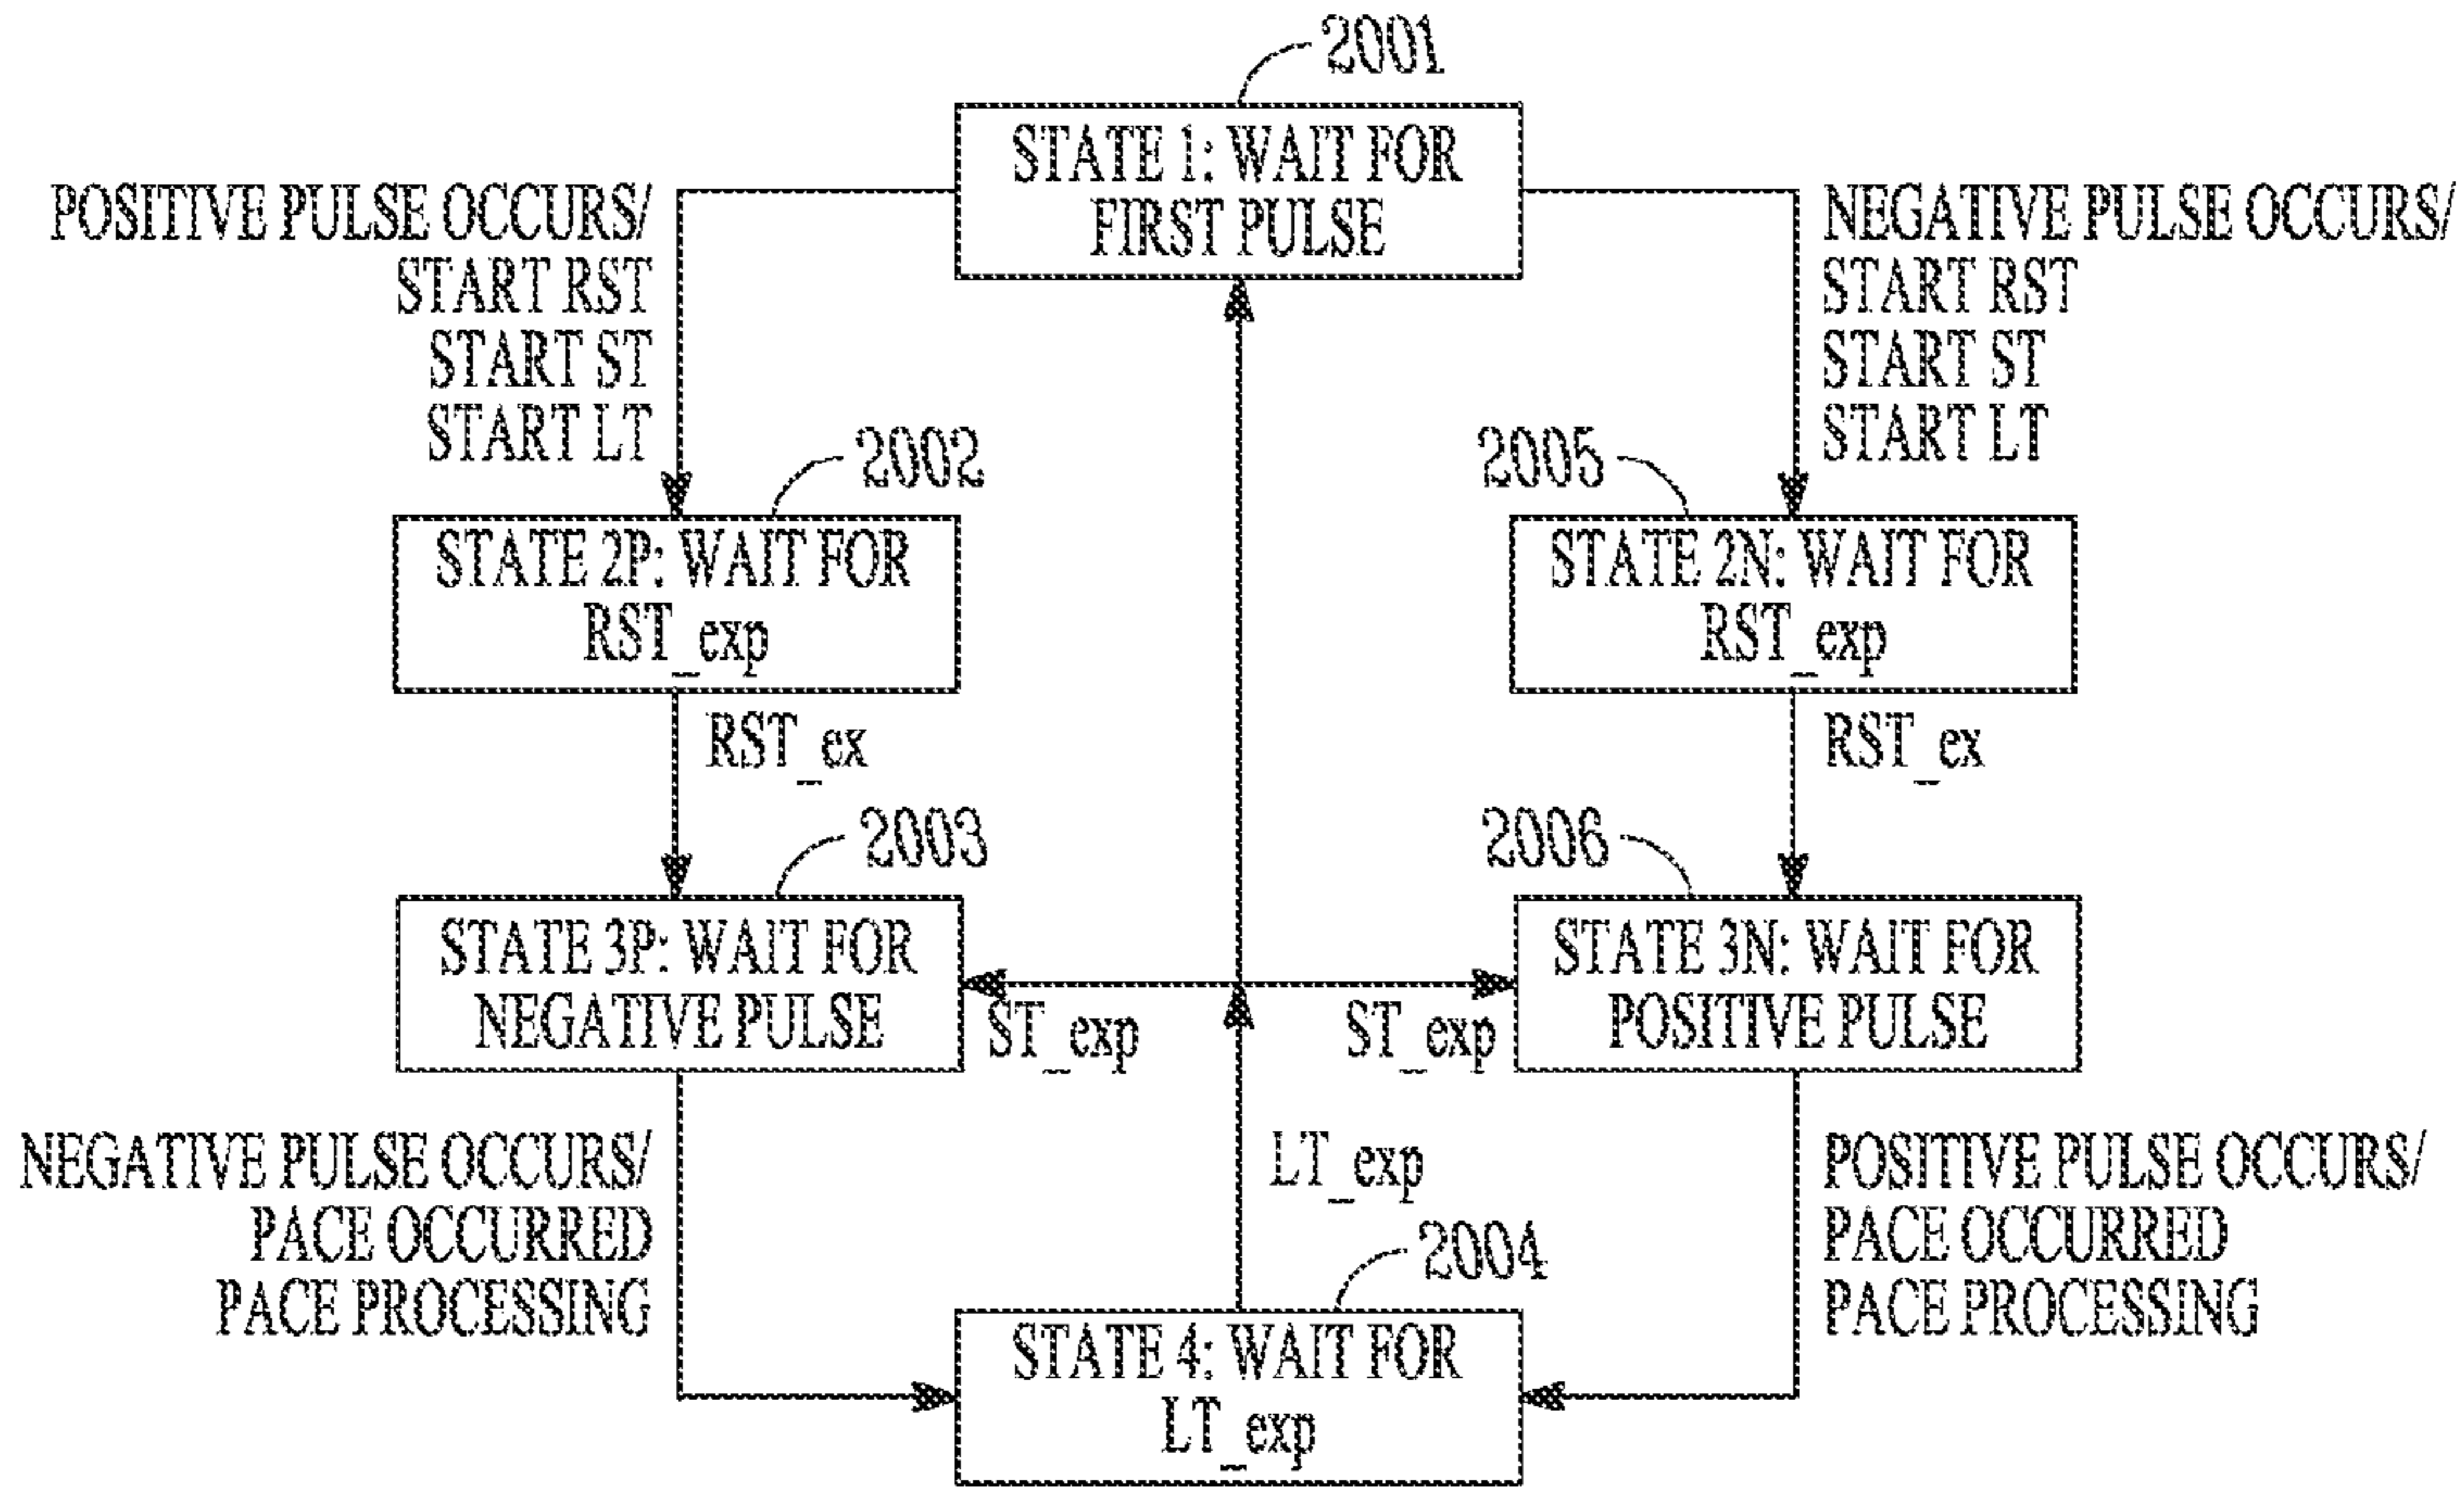 2001
STATE 1: WAIT FOR
FIRST PULSE
POSITIVE PULSE OCCURS/
START RST
START ST
START LT
NEGATIVE PULSE OCCURS/
START RST
START ST
START LT
2002
STATE 2P: WAIT FOR
RST_exp
2005
STATE 2N: WAIT FOR
RST_exp
RST_ex
RST_ex
2003
STATE 3P: WAIT FOR
NEGATIVE PULSE
2006
STATE 3N: WAIT FOR
POSITIVE PULSE
ST_exp
ST_exp
NEGATIVE PULSE OCCURS/
PACE OCCURRED
PACE PROCESSING
LT_exp
POSITIVE PULSE OCCURS/
PACE OCCURRED
PACE PROCESSING
2004
STATE 4: WAIT FOR
LT_exp